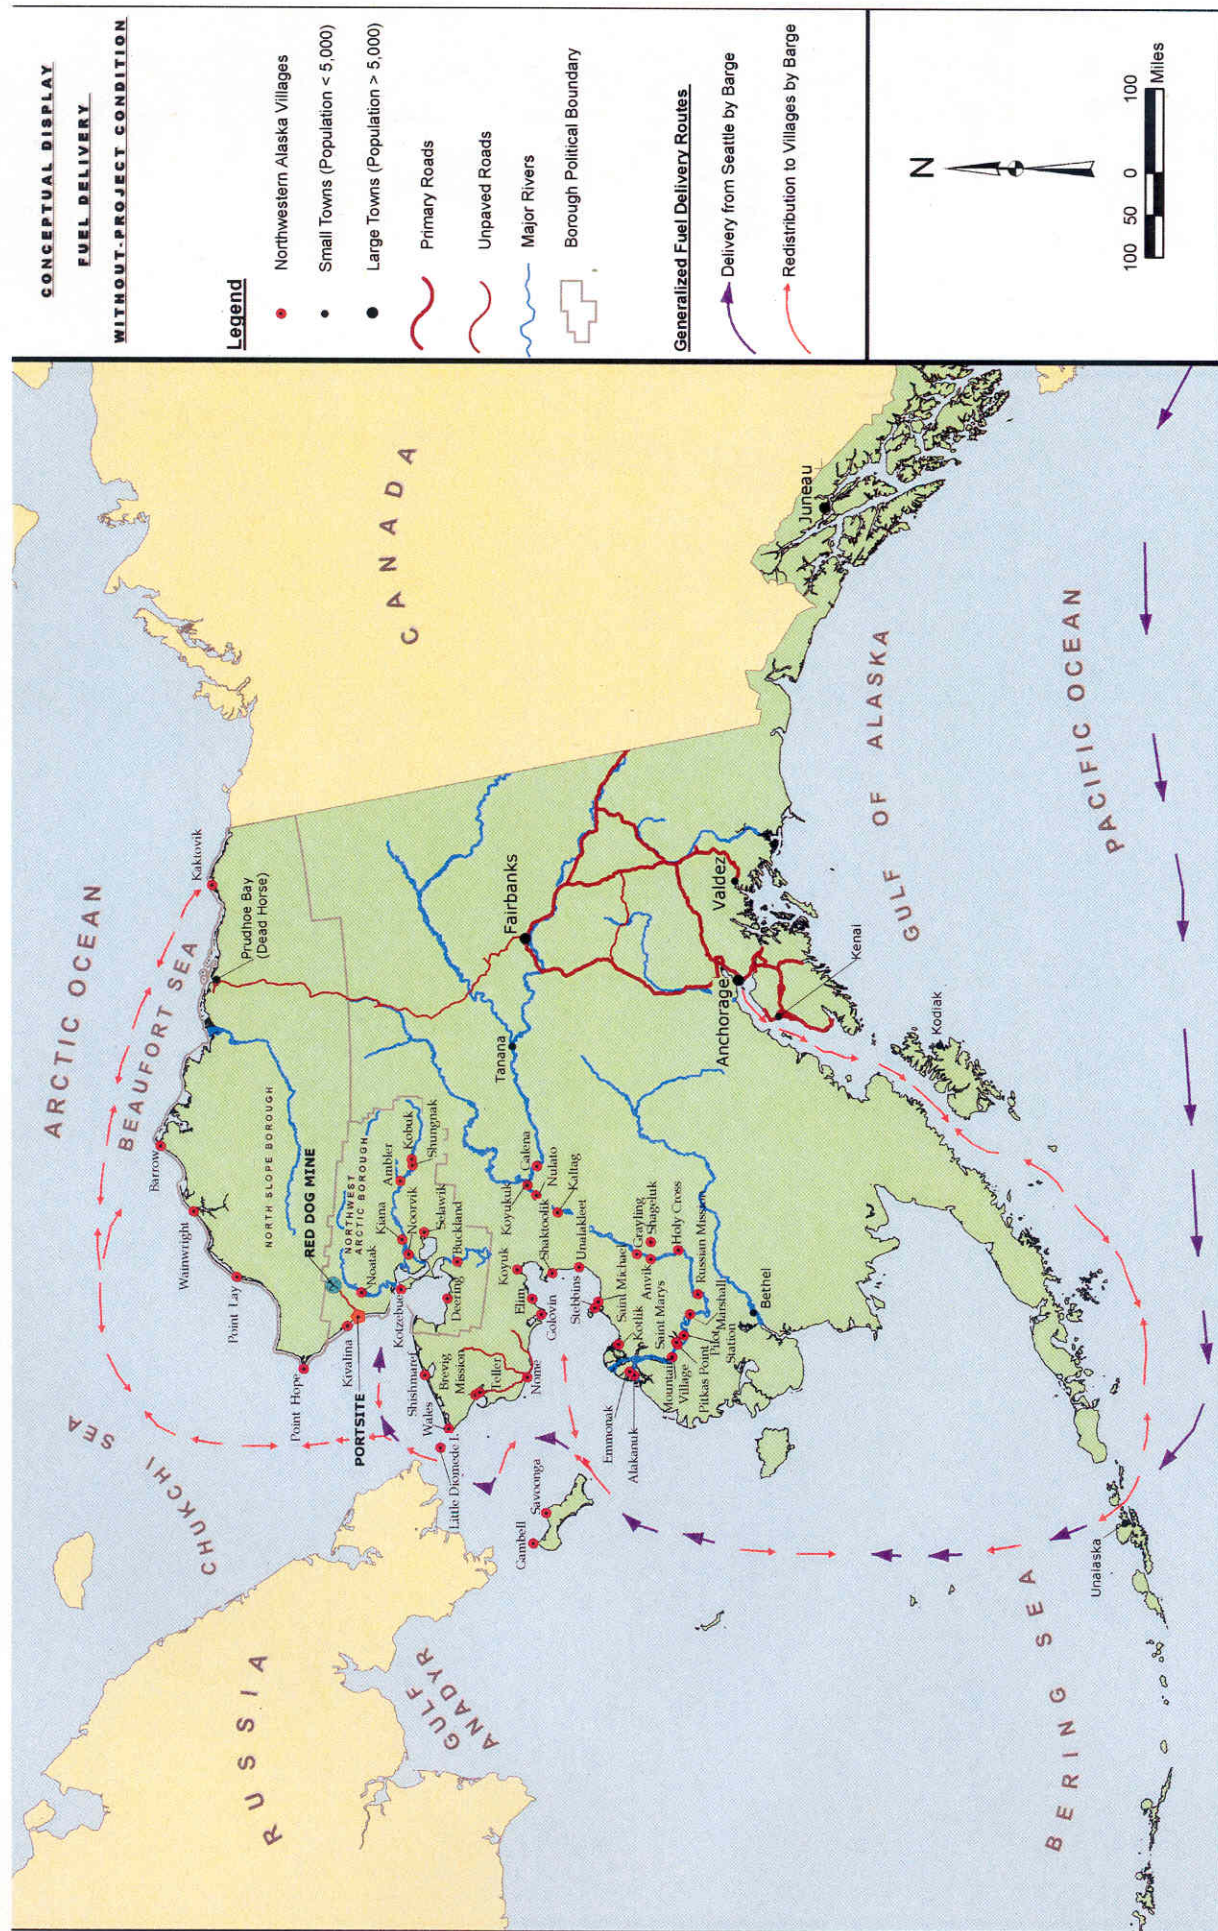 CONCEPTUAL DISPLAY
FUEL DELIVERY
WITHOUT-PROJECT CONDITION
Legend
Northwestern Alaska Villages
Small Towns (Population < 5,000)
Large Towns (Population > 5,000)
Primary Roads
Unpaved Roads
Major Rivers
Borough Political Boundary
Generalized Fuel Delivery Routes
Delivery from Seattle by Barge
Redistribution to Villages by Barge
N
100 50 0 100
Miles
ARCTIC OCEAN
BEAUFORT SEA
CHUKCHI SEA
RUSSIA
GULF
ANADYR
BERING SEA
CANADA
GULF OF ALASKA
PACIFIC OCEAN
Barrow
Wainwright
Point Lay
Point Hope
Kivalina
PORTSITE
RED DOG MINE
NORTH SLOPE BOROUGH
NORTHWEST
ARCTIC BOROUGH
Prudhoe Bay
(Dead Horse)
Kaktovik
Noatak
Kotzebue
Kiana
Noorvik
Selavik
Ambler
Kobuk
Shungnak
Buckland
Deering
Shishmaref
Wales
Little Diomede I.
Brevig
Mission
Teller
Nome
Golovin
Elim
Koyuk
Shaktoolik
Unalakleet
Stebbins
Saint Michael
Kotlik
Emmonak
Alakanuk
Mountain
Village
Pitkas Point
Saint Marys
Pilot
Station
Marshall
Russian Mission
Holy Cross
Anvik
Shageluk
Grayling
Kaltag
Nulato
Koyukuk
Calena
Tanana
Fairbanks
Gambell
Savoonga
Bethel
Anchorage
Valdez
Kenai
Kodiak
Juneau
Unalaska